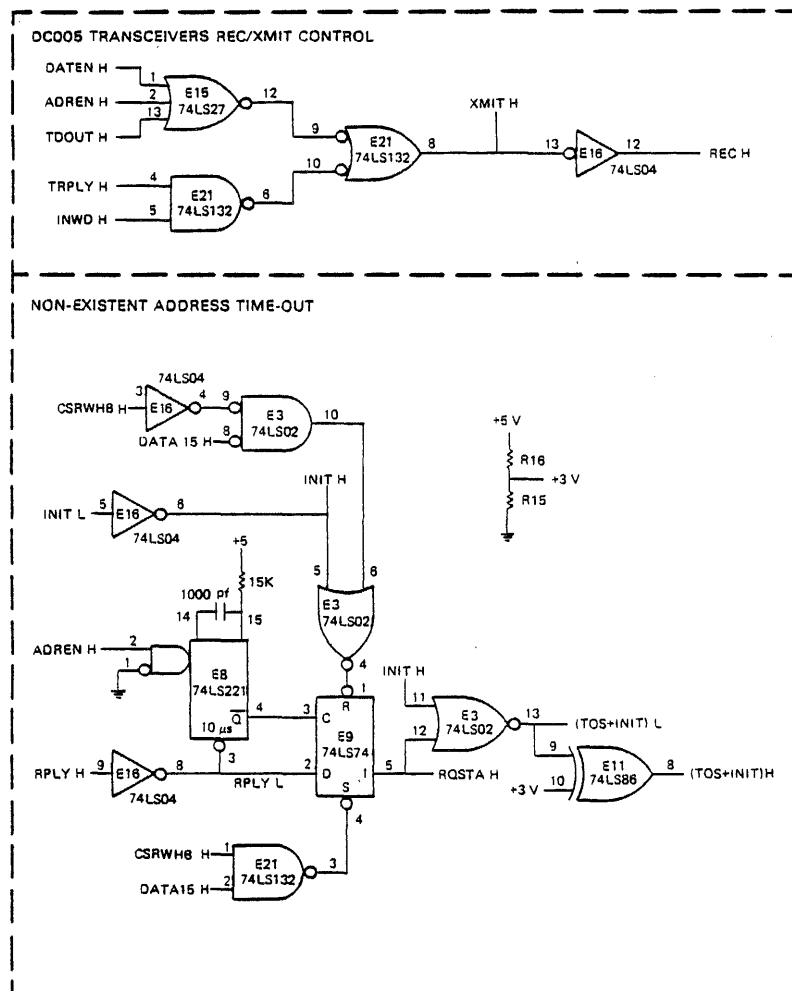 DC005 TRANSCEIVERS REC/XMIT CONTROL
DATEN H
1
ADREN H
2
E15
74LS27
12
13
TDOUT H
XMIT H
9
E21
74LS132
8
13
E16
12
REC H
74LS04
10
TRPLY H
4
E21
74LS132
6
INWD H
5
NON-EXISTENT ADDRESS TIME-OUT
74LS04
CSRWHB H
3
E16
4
9
E3
74LS02
10
DATA 15 H
8
+5 V
R16
+3 V
R15
INIT H
INIT L
5
E16
6
74LS04
+5
15K
1000 pf
14
15
5
6
E3
74LS02
4
ADREN H
2
1
E8
74LS221
Q
4
10 μs
3
INIT H
11
1
R
3
C
E9
74LS74
E3
74LS02
13
(TOS+INIT) L
12
RPLY H
9
E16
8
74LS04
RPLY L
2
D
1
5
RQSTA H
S
4
9
E11
74LS86
8
(TOS+INIT)H
+3 V
10
CSRWHB H
1
E21
74LS132
3
DATA15 H
2